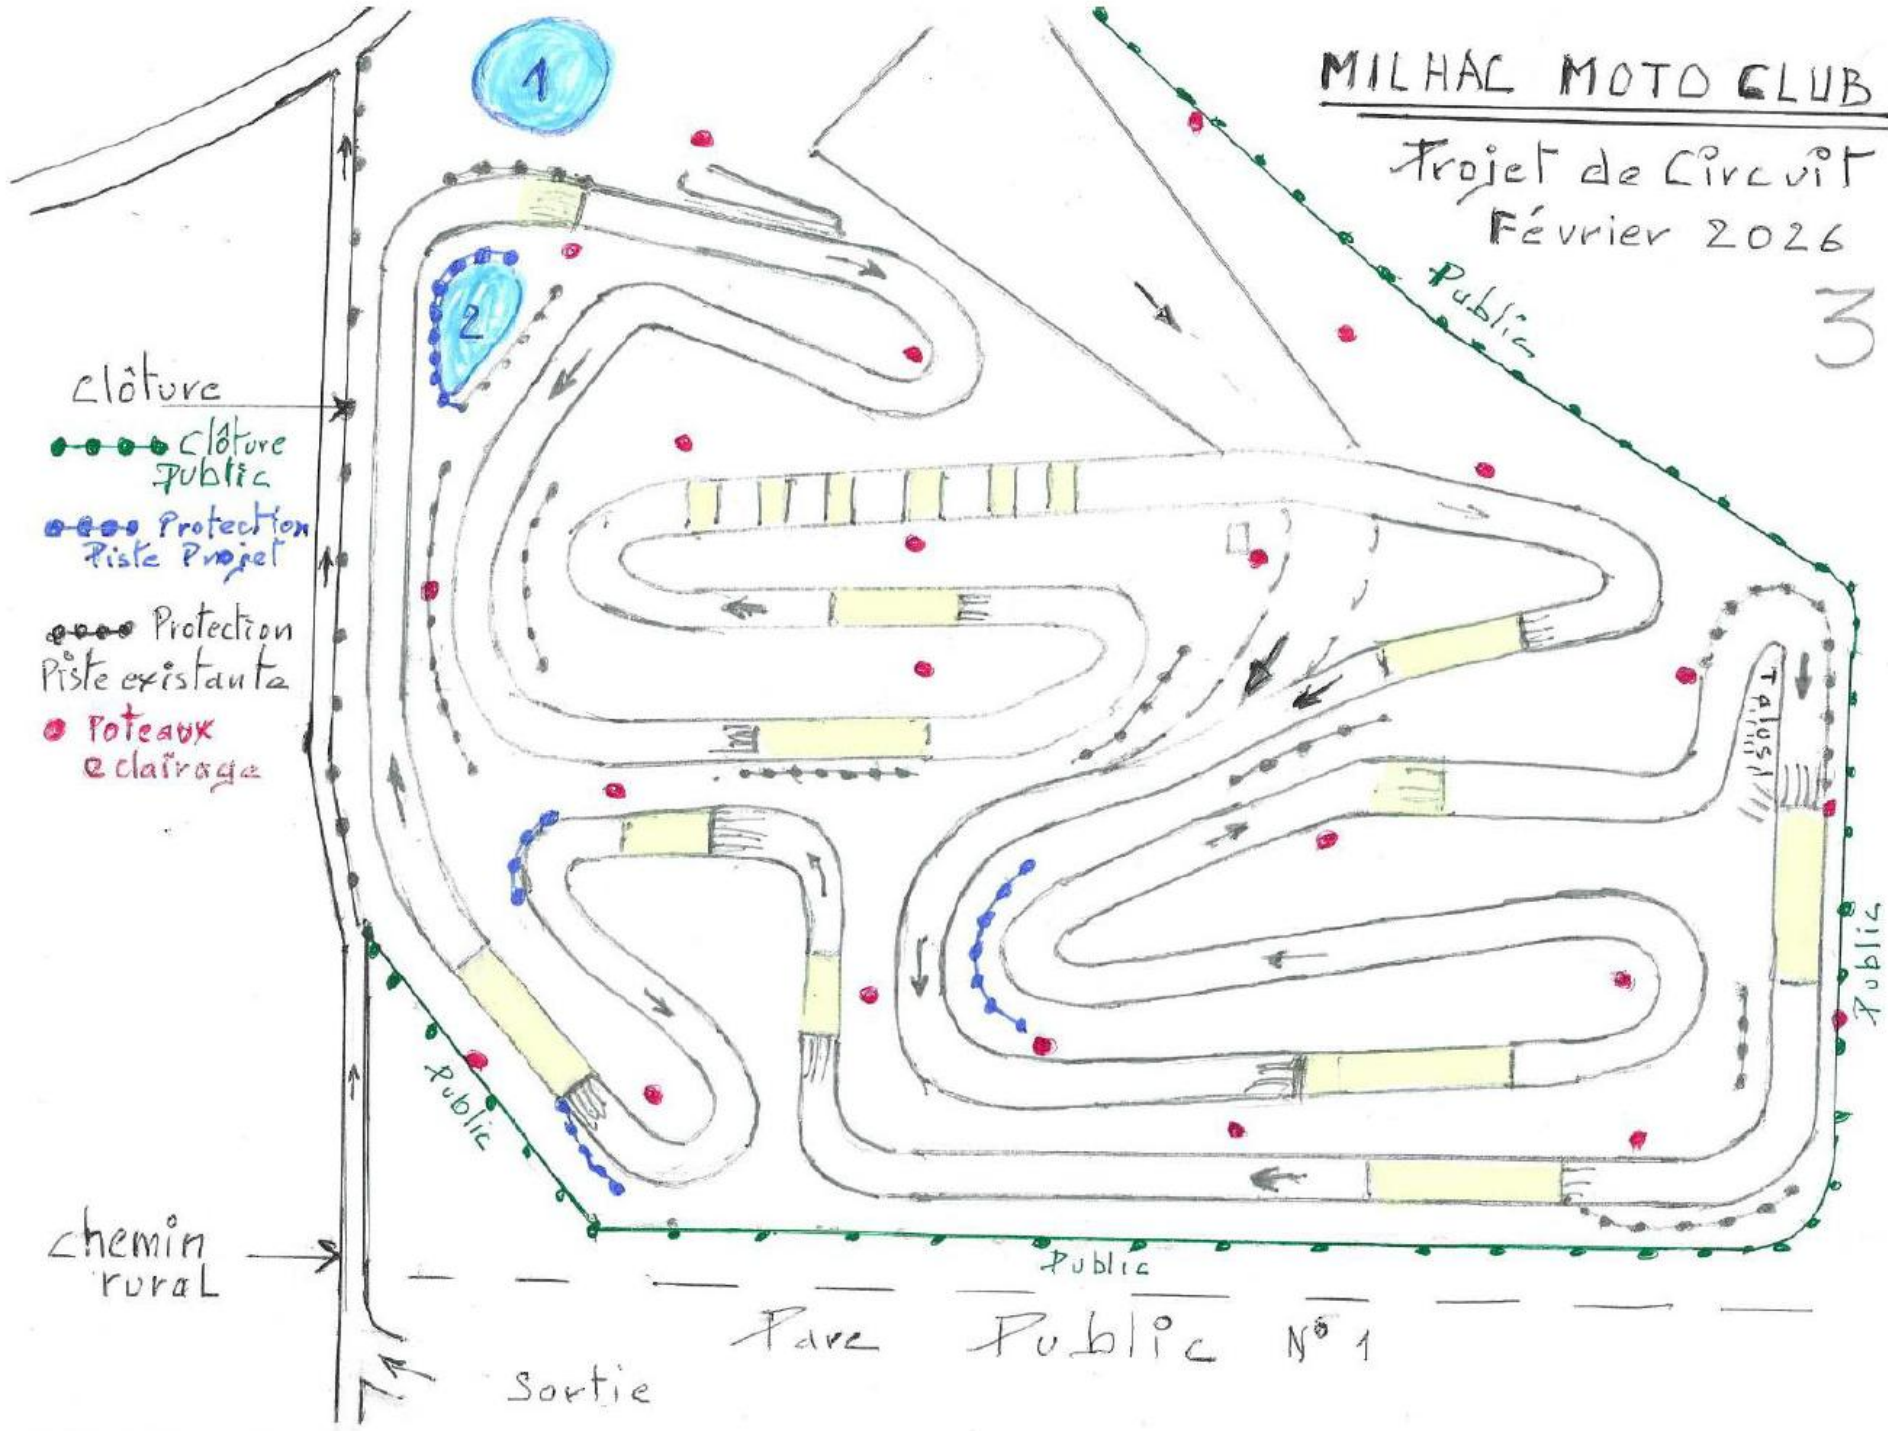 MILHAC MOTO CLUB
Projet de Circuit
Février 2026
3
1
2
Public
clôture
Clôture
Public
Protection
Piste Projet
Protection
Piste existante
Poteaux
eclairage
Talus
Public
Public
Public
chemin
rural
Parc Public N° 1
Sortie